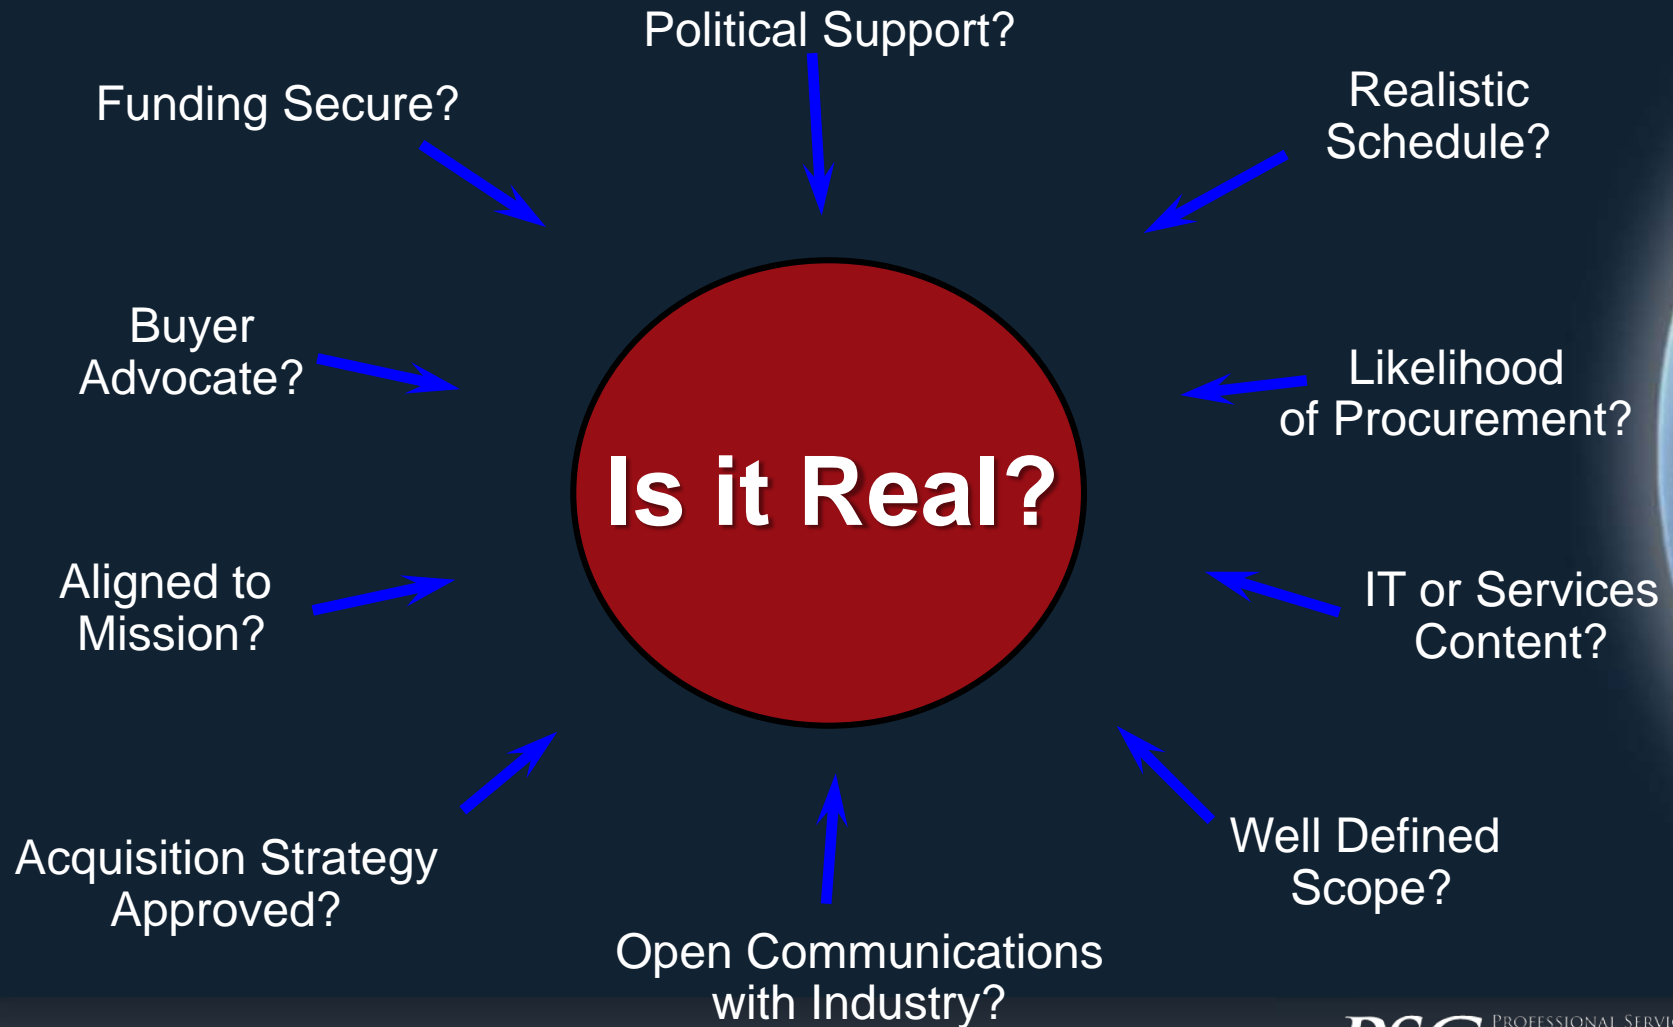 Political Support?
Funding Secure?
Realistic
Schedule?
Buyer
Advocate?
Likelihood
of Procurement?
Is it Real?
Aligned to
Mission?
IT or Services
Content?
Acquisition Strategy
Approved?
Well Defined
Scope?
Open Communications
with Industry?
PROFESSIONAL